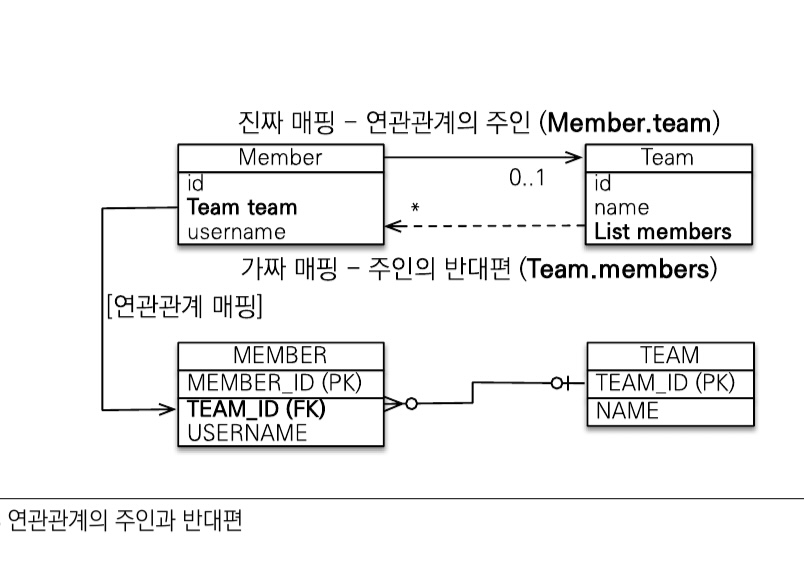 진짜 매핑 - 연관관계의 주인 (Member.team)
Member
id
Team team
username
0..1
*
Team
id
name
List members
가짜 매핑 - 주인의 반대편 (Team.members)
[연관관계 매핑]
MEMBER
MEMBER_ID (PK)
TEAM_ID (FK)
USERNAME
TEAM
TEAM_ID (PK)
NAME
연관관계의 주인과 반대편